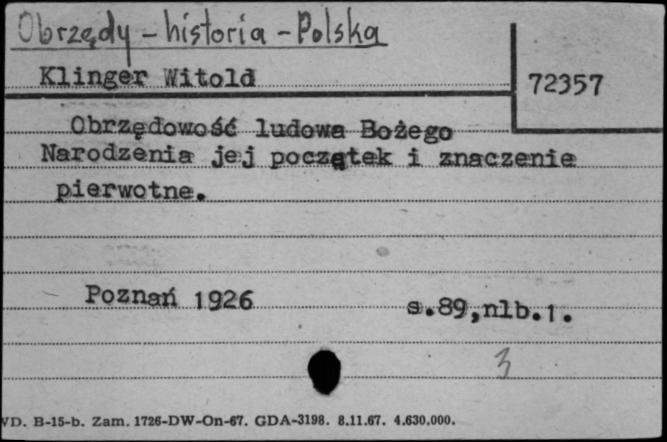 Obrzędy - historia - Polska
Klinger Witold
72357
Obrzędowość ludowa Bożego
Narodzenia jej początek i znaczenie
pierwotne.
Poznań 1926 s.89,nlb.1.
3
VD. B-15-b. Zam. 1726-DW-On-67. GDA-3198. 8.11.67. 4.630.000.